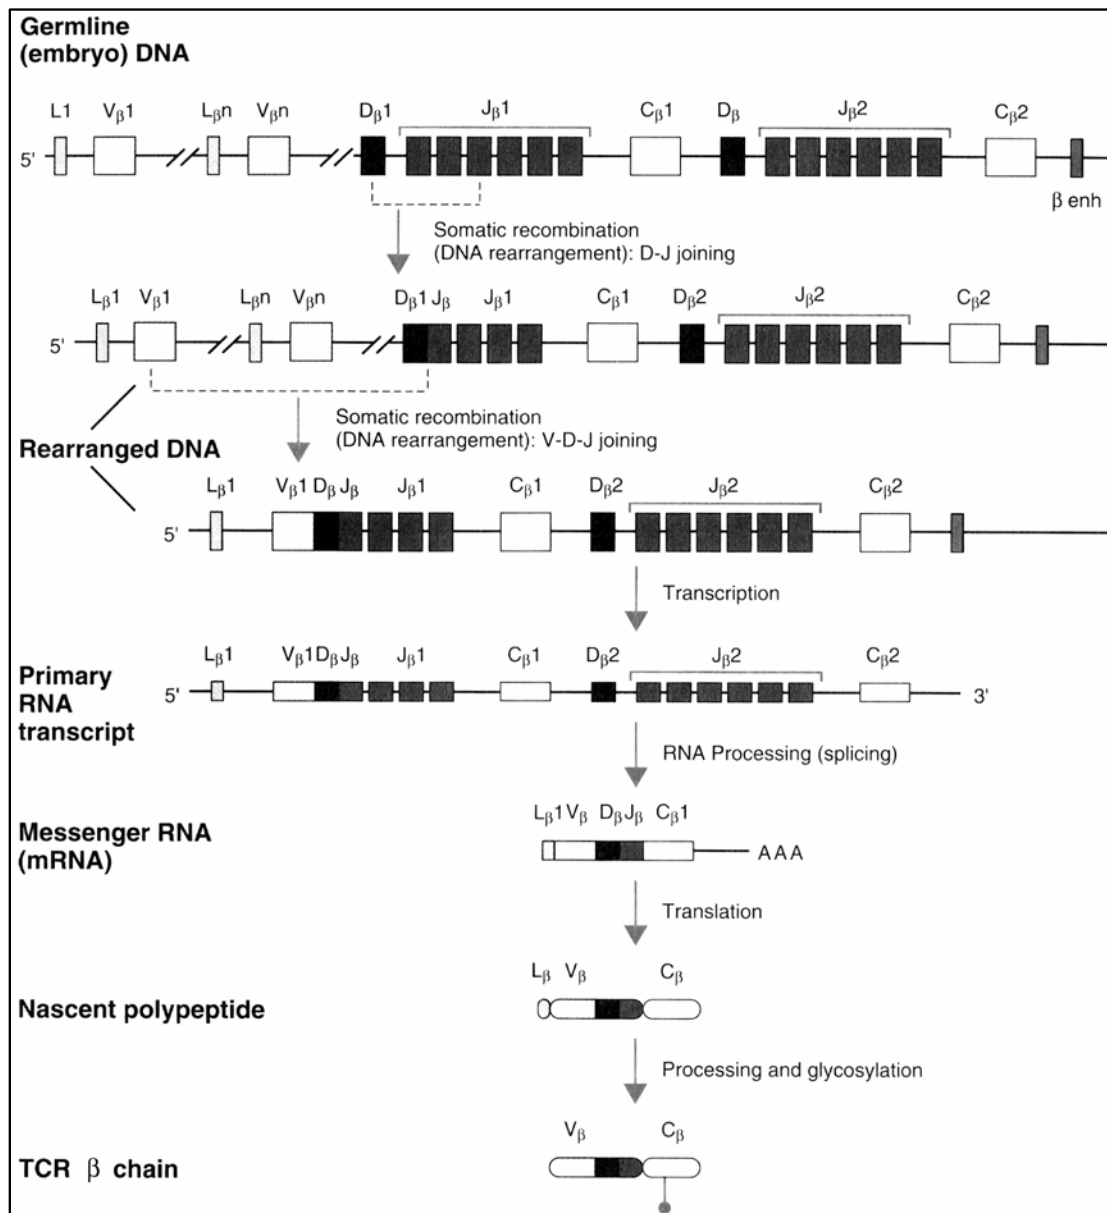 Germline
(embryo) DNA
L1 Vβ1 Lβn Vβn Dβ1 Jβ1 Cβ1 Dβ Jβ2 Cβ2
5'
β enh
Somatic recombination
(DNA rearrangement): D-J joining
Lβ1 Vβ1 Lβn Vβn Dβ1 Jβ Jβ1 Cβ1 Dβ2 Jβ2 Cβ2
5'
Somatic recombination
(DNA rearrangement): V-D-J joining
Rearranged DNA
Lβ1 Vβ1 Dβ Jβ Jβ1 Cβ1 Dβ2 Jβ2 Cβ2
5'
Transcription
Lβ1 Vβ1 Dβ Jβ Jβ1 Cβ1 Dβ2 Jβ2 Cβ2
Primary
RNA
transcript
5' 3'
RNA Processing (splicing)
Lβ1 Vβ Dβ Jβ Cβ1
Messenger RNA
(mRNA)
AAA
Translation
Lβ Vβ Cβ
Nascent polypeptide
Processing and glycosylation
Vβ Cβ
TCR β chain